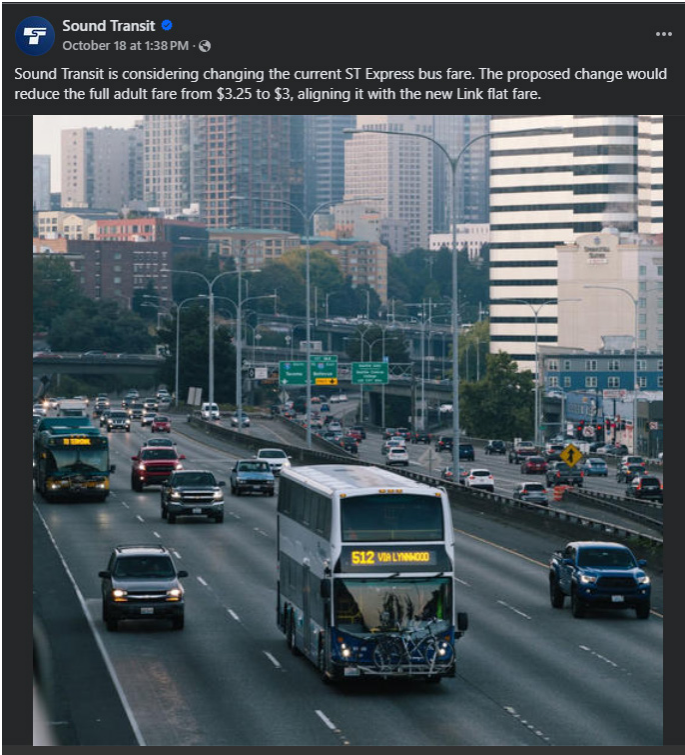 Sound Transit
October 18 at 1:38 PM ·
Sound Transit is considering changing the current ST Express bus fare. The proposed change would
reduce the full adult fare from $3.25 to $3, aligning it with the new Link flat fare.
512 VIA LYNNWOOD